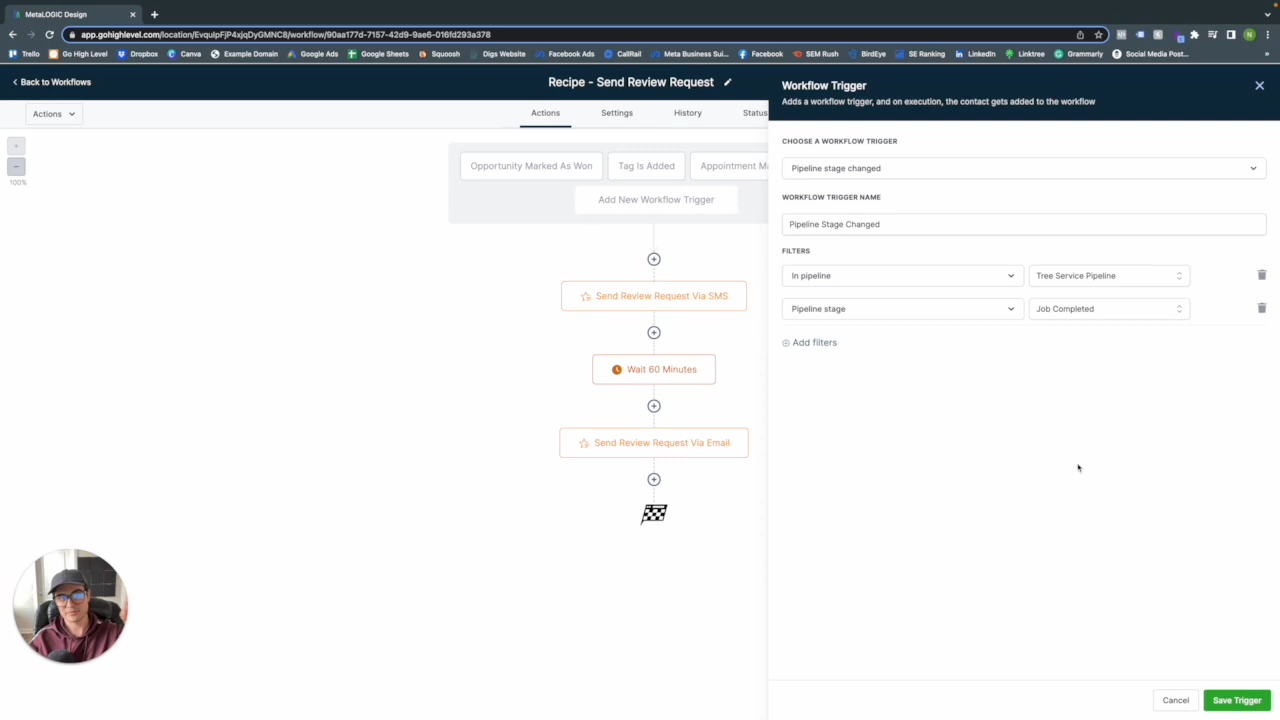 MetaLOGIC Design
app.gohighlevel.com/location/EvquIpFjP4xjqDyGMNC8/workflow/90aa177d-7157-42d9-9ae6-016fd293a378
Trello Go High Level Dropbox Canva Example Domain Google Ads Google Sheets Squoosh Digs Website Facebook Ads CallRail Meta Business Sui... Facebook SEM Rush BirdEye SE Ranking LinkedIn Linktree Grammarly Social Media Post... »
Back to Workflows
Recipe - Send Review Request
Actions
Actions Settings History Status
100%
Opportunity Marked As Won Tag Is Added Appointment Ma
Add New Workflow Trigger
Send Review Request Via SMS
Wait 60 Minutes
Send Review Request Via Email
Workflow Trigger
Adds a workflow trigger, and on execution, the contact gets added to the workflow
CHOOSE A WORKFLOW TRIGGER
Pipeline stage changed
WORKFLOW TRIGGER NAME
Pipeline Stage Changed
FILTERS
In pipeline Tree Service Pipeline
Pipeline stage Job Completed
Add filters
Cancel Save Trigger